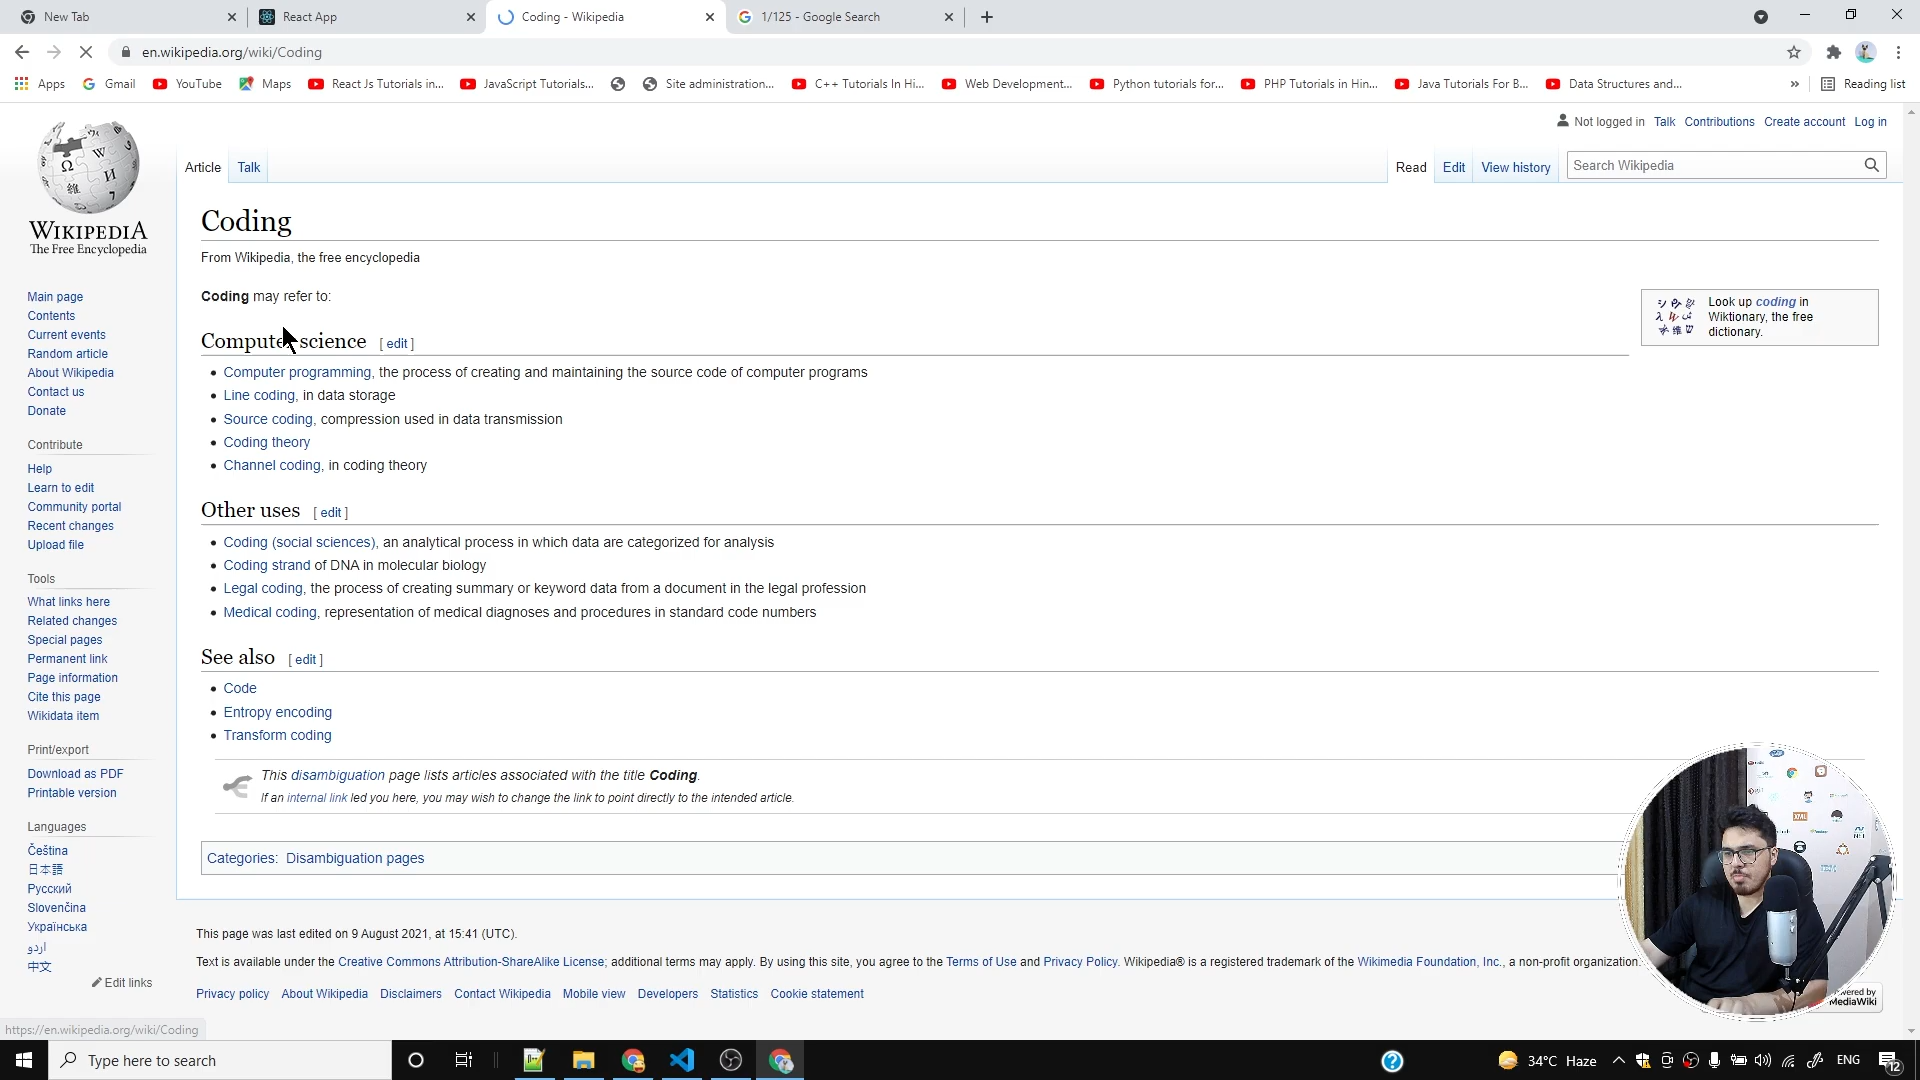 New Tab
React App
Coding - Wikipedia
1/125 - Google Search
en.wikipedia.org/wiki/Coding
Apps
Gmail
YouTube
Maps
React Js Tutorials in...
JavaScript Tutorials...
Site administration...
C++ Tutorials In Hi...
Web Development...
Python tutorials for...
PHP Tutorials in Hin...
Java Tutorials For B...
Data Structures and...
»
Reading list
Not logged in Talk Contributions Create account Log in
Article Talk
Read Edit View history
Search Wikipedia
WIKIPEDIA
The Free Encyclopedia
Main page
Contents
Current events
Random article
About Wikipedia
Contact us
Donate
Contribute
Help
Learn to edit
Community portal
Recent changes
Upload file
Tools
What links here
Related changes
Special pages
Permanent link
Page information
Cite this page
Wikidata item
Print/export
Download as PDF
Printable version
Languages
Čeština
日本語
Русский
Slovenčina
Українська
اردو
中文
Edit links
Coding
From Wikipedia, the free encyclopedia
Coding may refer to:
Look up coding in
Wiktionary, the free
dictionary.
Computer science [ edit ]
• Computer programming, the process of creating and maintaining the source code of computer programs
• Line coding, in data storage
• Source coding, compression used in data transmission
• Coding theory
• Channel coding, in coding theory
Other uses [ edit ]
• Coding (social sciences), an analytical process in which data are categorized for analysis
• Coding strand of DNA in molecular biology
• Legal coding, the process of creating summary or keyword data from a document in the legal profession
• Medical coding, representation of medical diagnoses and procedures in standard code numbers
See also [ edit ]
• Code
• Entropy encoding
• Transform coding
This disambiguation page lists articles associated with the title Coding.
If an internal link led you here, you may wish to change the link to point directly to the intended article.
Categories: Disambiguation pages
This page was last edited on 9 August 2021, at 15:41 (UTC).
Text is available under the Creative Commons Attribution-ShareAlike License; additional terms may apply. By using this site, you agree to the Terms of Use and Privacy Policy. Wikipedia® is a registered trademark of the Wikimedia Foundation, Inc., a non-profit organization.
Privacy policy About Wikipedia Disclaimers Contact Wikipedia Mobile view Developers Statistics Cookie statement
MediaWiki
https://en.wikipedia.org/wiki/Coding
Type here to search
34°C Haze
ENG
12